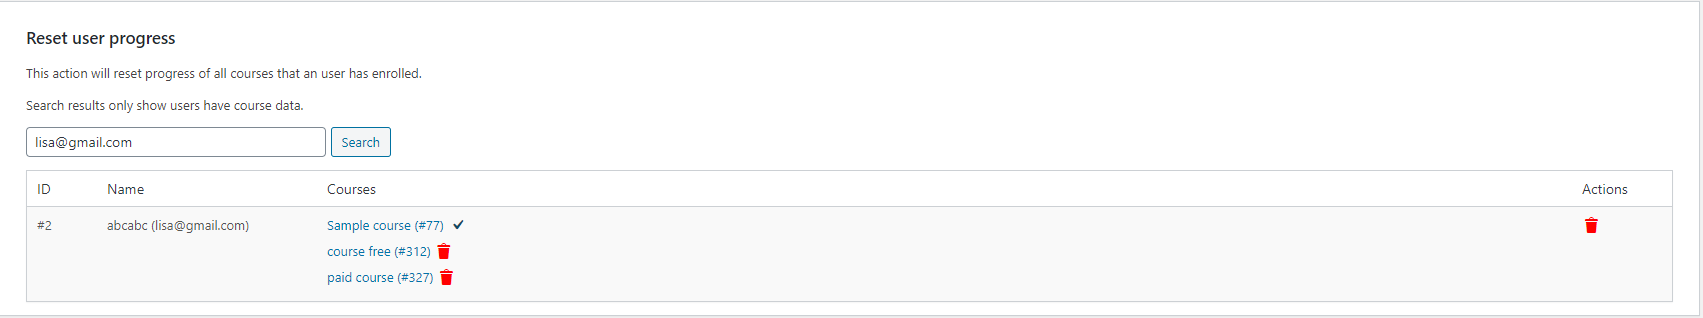 Reset user progress
This action will reset progress of all courses that an user has enrolled.
Search results only show users have course data.
lisa@gmail.com Search
ID Name Courses Actions
#2 abcabc (lisa@gmail.com) Sample course (#77)
course free (#312)
paid course (#327)